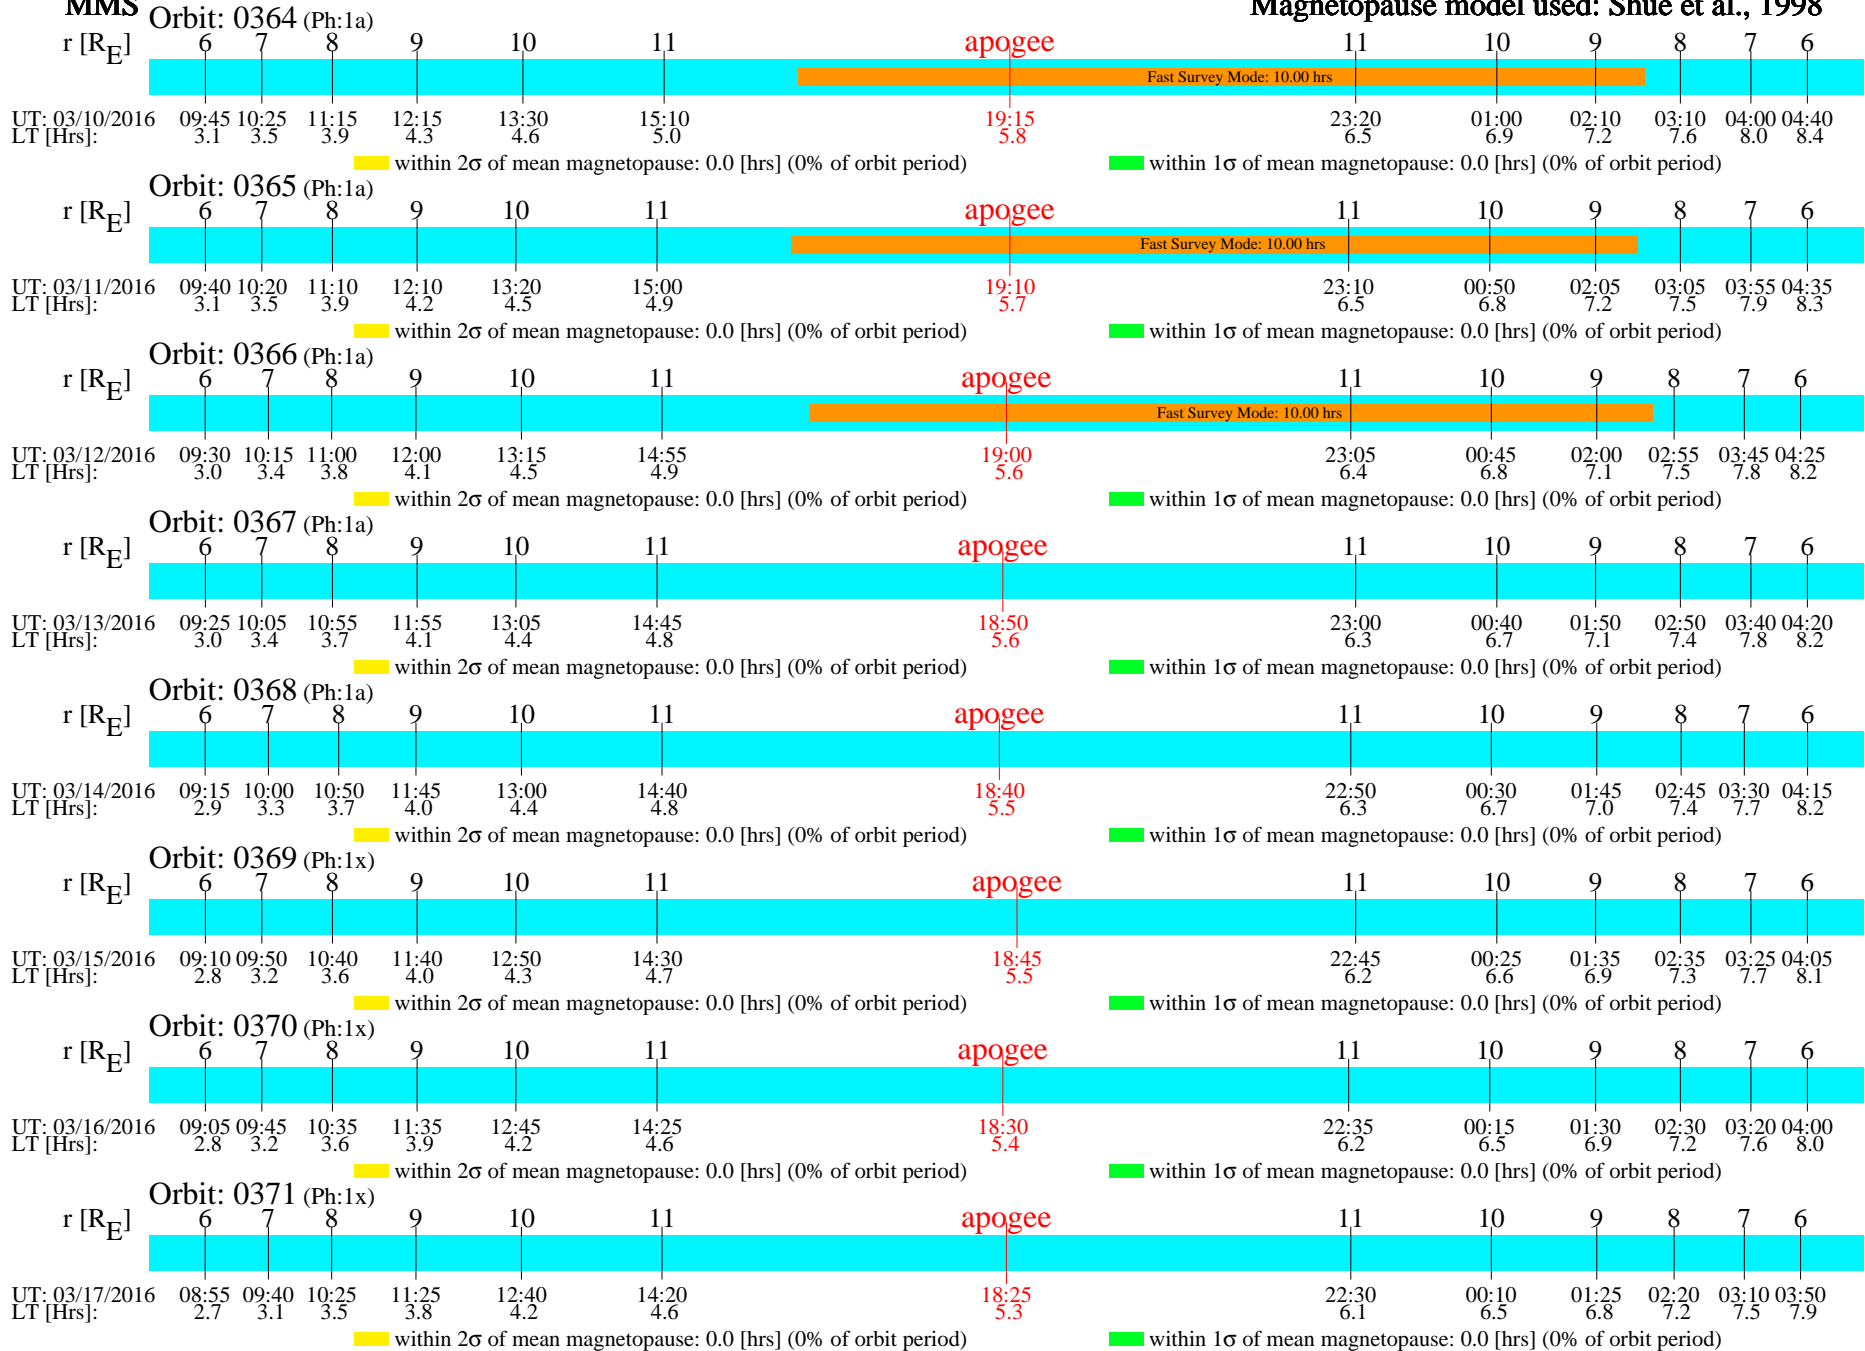 MMS Magnetopause model used: Shue et al., 1998
Orbit: 0364 (Ph:1a)
r [RE] 6 7 8 9 10 11 apogee 11 10 9 8 7 6
Fast Survey Mode: 10.00 hrs
UT: 03/10/2016 09:45 10:25 11:15 12:15 13:30 15:10 19:15 23:20 01:00 02:10 03:10 04:00 04:40
LT [Hrs]: 3.1 3.5 3.9 4.3 4.6 5.0 5.8 6.5 6.9 7.2 7.6 8.0 8.4
within 2σ of mean magnetopause: 0.0 [hrs] (0% of orbit period) within 1σ of mean magnetopause: 0.0 [hrs] (0% of orbit period)
Orbit: 0365 (Ph:1a)
r [RE] 6 7 8 9 10 11 apogee 11 10 9 8 7 6
Fast Survey Mode: 10.00 hrs
UT: 03/11/2016 09:40 10:20 11:10 12:10 13:20 15:00 19:10 23:10 00:50 02:05 03:05 03:55 04:35
LT [Hrs]: 3.1 3.5 3.9 4.2 4.5 4.9 5.7 6.5 6.8 7.2 7.5 7.9 8.3
within 2σ of mean magnetopause: 0.0 [hrs] (0% of orbit period) within 1σ of mean magnetopause: 0.0 [hrs] (0% of orbit period)
Orbit: 0366 (Ph:1a)
r [RE] 6 7 8 9 10 11 apogee 11 10 9 8 7 6
Fast Survey Mode: 10.00 hrs
UT: 03/12/2016 09:30 10:15 11:00 12:00 13:15 14:55 19:00 23:05 00:45 02:00 02:55 03:45 04:25
LT [Hrs]: 3.0 3.4 3.8 4.1 4.5 4.9 5.6 6.4 6.8 7.1 7.5 7.8 8.2
within 2σ of mean magnetopause: 0.0 [hrs] (0% of orbit period) within 1σ of mean magnetopause: 0.0 [hrs] (0% of orbit period)
Orbit: 0367 (Ph:1a)
r [RE] 6 7 8 9 10 11 apogee 11 10 9 8 7 6
UT: 03/13/2016 09:25 10:05 10:55 11:55 13:05 14:45 18:50 23:00 00:40 01:50 02:50 03:40 04:20
LT [Hrs]: 3.0 3.4 3.7 4.1 4.4 4.8 5.6 6.3 6.7 7.1 7.4 7.8 8.2
within 2σ of mean magnetopause: 0.0 [hrs] (0% of orbit period) within 1σ of mean magnetopause: 0.0 [hrs] (0% of orbit period)
Orbit: 0368 (Ph:1a)
r [RE] 6 7 8 9 10 11 apogee 11 10 9 8 7 6
UT: 03/14/2016 09:15 10:00 10:50 11:45 13:00 14:40 18:40 22:50 00:30 01:45 02:45 03:30 04:15
LT [Hrs]: 2.9 3.3 3.7 4.0 4.4 4.8 5.5 6.3 6.7 7.0 7.4 7.7 8.2
within 2σ of mean magnetopause: 0.0 [hrs] (0% of orbit period) within 1σ of mean magnetopause: 0.0 [hrs] (0% of orbit period)
Orbit: 0369 (Ph:1x)
r [RE] 6 7 8 9 10 11 apogee 11 10 9 8 7 6
UT: 03/15/2016 09:10 09:50 10:40 11:40 12:50 14:30 18:45 22:45 00:25 01:35 02:35 03:25 04:05
LT [Hrs]: 2.8 3.2 3.6 4.0 4.3 4.7 5.5 6.2 6.6 6.9 7.3 7.7 8.1
within 2σ of mean magnetopause: 0.0 [hrs] (0% of orbit period) within 1σ of mean magnetopause: 0.0 [hrs] (0% of orbit period)
Orbit: 0370 (Ph:1x)
r [RE] 6 7 8 9 10 11 apogee 11 10 9 8 7 6
UT: 03/16/2016 09:05 09:45 10:35 11:35 12:45 14:25 18:30 22:35 00:15 01:30 02:30 03:20 04:00
LT [Hrs]: 2.8 3.2 3.6 3.9 4.2 4.6 5.4 6.2 6.5 6.9 7.2 7.6 8.0
within 2σ of mean magnetopause: 0.0 [hrs] (0% of orbit period) within 1σ of mean magnetopause: 0.0 [hrs] (0% of orbit period)
Orbit: 0371 (Ph:1x)
r [RE] 6 7 8 9 10 11 apogee 11 10 9 8 7 6
UT: 03/17/2016 08:55 09:40 10:25 11:25 12:40 14:20 18:25 22:30 00:10 01:25 02:20 03:10 03:50
LT [Hrs]: 2.7 3.1 3.5 3.8 4.2 4.6 5.3 6.1 6.5 6.8 7.2 7.5 7.9
within 2σ of mean magnetopause: 0.0 [hrs] (0% of orbit period) within 1σ of mean magnetopause: 0.0 [hrs] (0% of orbit period)